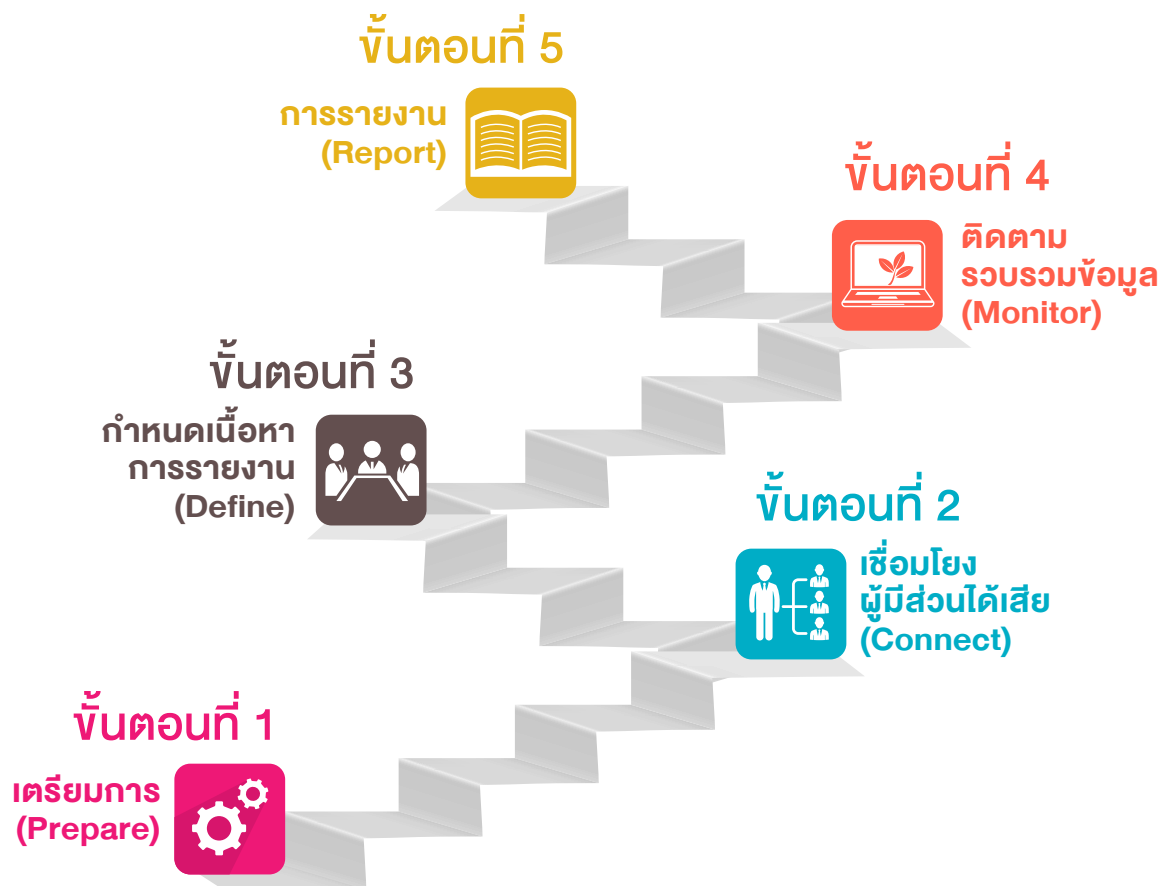 ขั้นตอนที่ 5
การรายงาน
(Report)
ขั้นตอนที่ 4
ติดตาม
รวบรวมข้อมูล
(Monitor)
ขั้นตอนที่ 3
กำหนดเนื้อหา
การรายงาน
(Define)
ขั้นตอนที่ 2
เชื่อมโยง
ผู้มีส่วนได้เสีย
(Connect)
ขั้นตอนที่ 1
เตรียมการ
(Prepare)